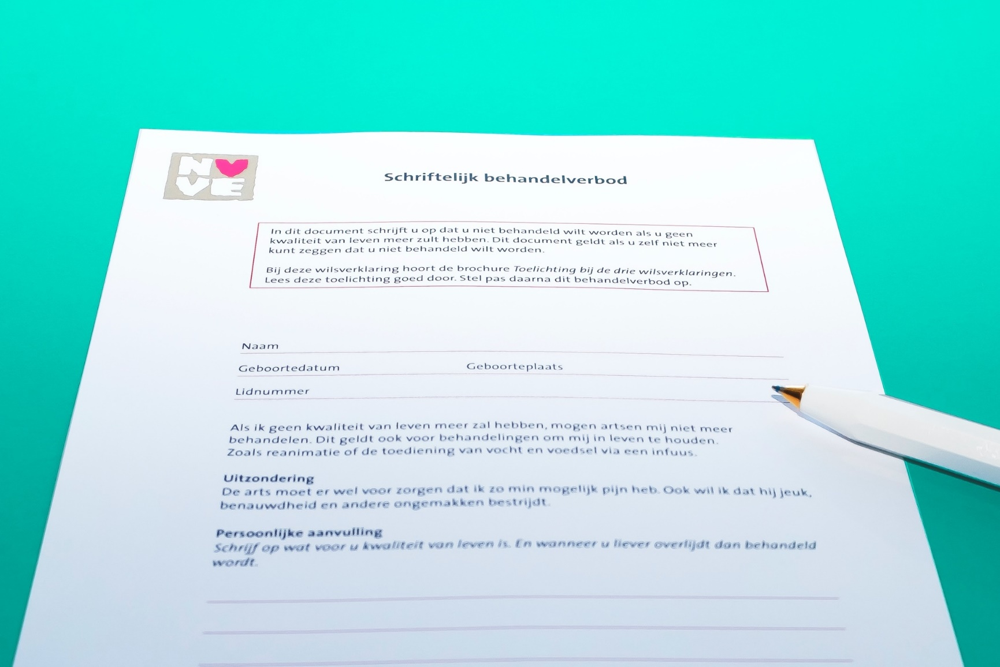 NVVE
Schriftelijk behandelverbod
In dit document schrijft u op dat u niet behandeld wilt worden als u geen
kwaliteit van leven meer zult hebben. Dit document geldt als u zelf niet meer
kunt zeggen dat u niet behandeld wilt worden.
Bij deze wilsverklaring hoort de brochure Toelichting bij de drie wilsverklaringen.
Lees deze toelichting goed door. Stel pas daarna dit behandelverbod op.
Naam
Geboortedatum Geboorteplaats
Lidnummer
Als ik geen kwaliteit van leven meer zal hebben, mogen artsen mij niet meer
behandelen. Dit geldt ook voor behandelingen om mij in leven te houden.
Zoals reanimatie of de toediening van vocht en voedsel via een infuus.
Uitzondering
De arts moet er wel voor zorgen dat ik zo min mogelijk pijn heb. Ook wil ik dat hij jeuk,
benauwdheid en andere ongemakken bestrijdt.
Persoonlijke aanvulling
Schrijf op wat voor u kwaliteit van leven is. En wanneer u liever overlijdt dan behandeld
wordt.